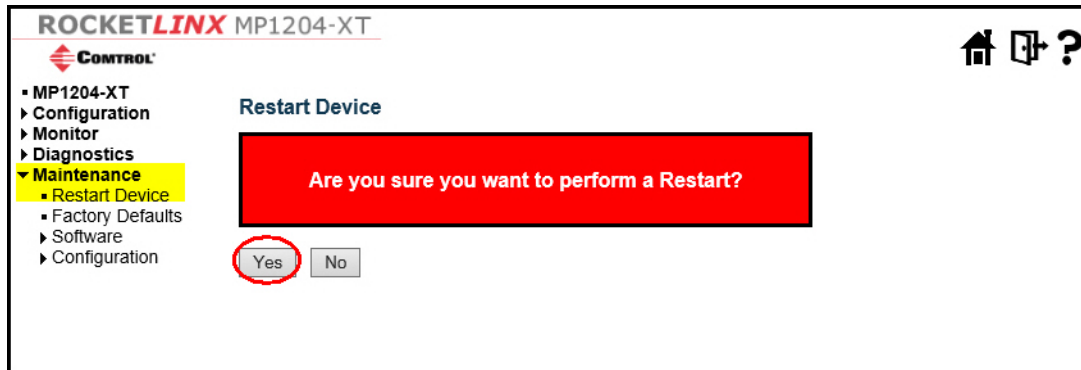 ROCKETLINX MP1204-XT
COMTROL
MP1204-XT
Configuration
Monitor
Diagnostics
Maintenance
Restart Device
Factory Defaults
Software
Configuration
Restart Device
Are you sure you want to perform a Restart?
Yes No